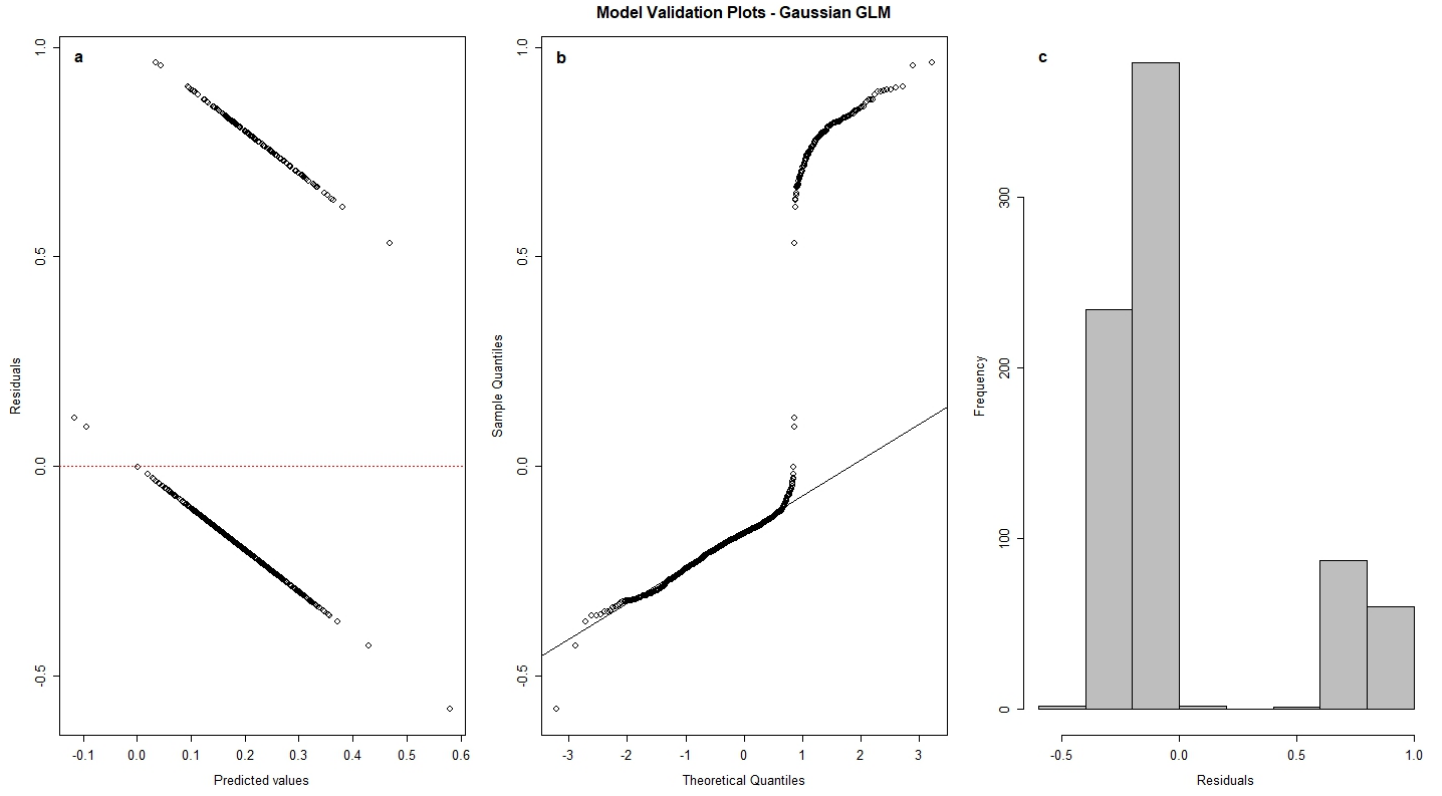 Model Validation Plots - Gaussian GLM
a
1.0
0.5
0.0
-0.5
Residuals
-0.1 0.0 0.1 0.2 0.3 0.4 0.5 0.6
Predicted values
b
1.0
0.5
0.0
-0.5
Sample Quantiles
-3 -2 -1 0 1 2 3
Theoretical Quantiles
c
300
200
100
0
Frequency
-0.5 0.0 0.5 1.0
Residuals